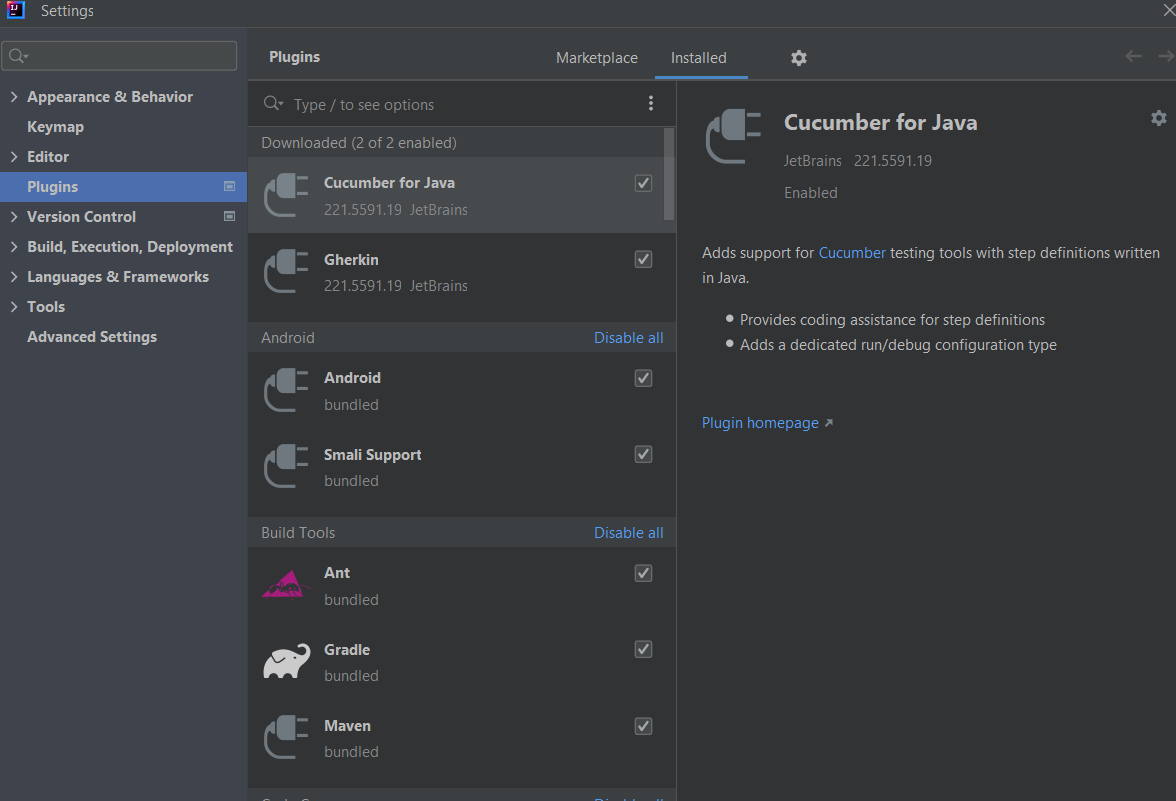 Settings
Appearance & Behavior
Keymap
Editor
Plugins
Version Control
Build, Execution, Deployment
Languages & Frameworks
Tools
Advanced Settings
Plugins
Marketplace
Installed
Type / to see options
Downloaded (2 of 2 enabled)
Cucumber for Java
221.5591.19 JetBrains
Gherkin
221.5591.19 JetBrains
Android
Disable all
Android
bundled
Smali Support
bundled
Build Tools
Disable all
Ant
bundled
Gradle
bundled
Maven
bundled
Cucumber for Java
JetBrains 221.5591.19
Enabled
Adds support for Cucumber testing tools with step definitions written
in Java.
Provides coding assistance for step definitions
Adds a dedicated run/debug configuration type
Plugin homepage